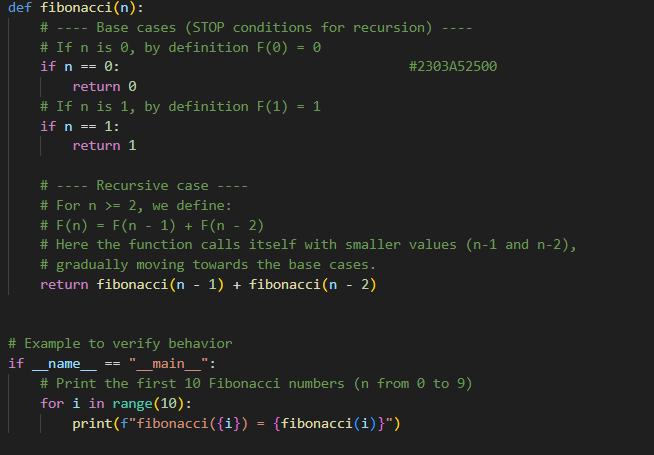 def fibonacci(n):
    # ---- Base cases (STOP conditions for recursion) ----
    # If n is 0, by definition F(0) = 0
    if n == 0:                                    #2303A52500
        return 0
    # If n is 1, by definition F(1) = 1
    if n == 1:
        return 1
    # ---- Recursive case ----
    # For n >= 2, we define:
    # F(n) = F(n - 1) + F(n - 2)
    # Here the function calls itself with smaller values (n-1 and n-2),
    # gradually moving towards the base cases.
    return fibonacci(n - 1) + fibonacci(n - 2)
# Example to verify behavior
if __name__ == "__main__":
    # Print the first 10 Fibonacci numbers (n from 0 to 9)
    for i in range(10):
        print(f"fibonacci({i}) = {fibonacci(i)}")